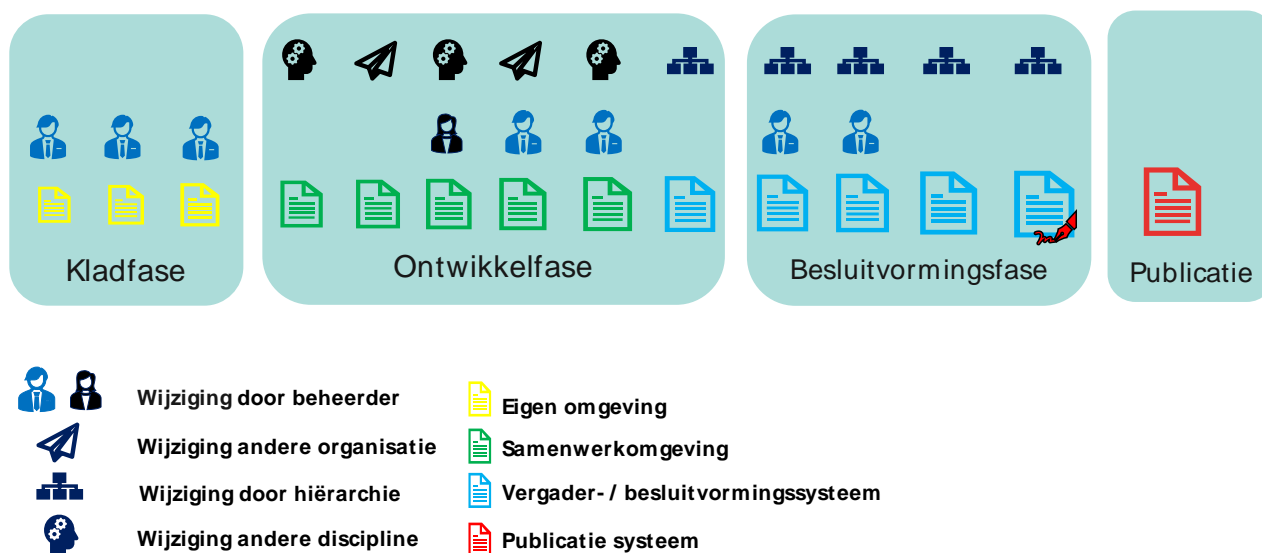 Kladfase
Ontwikkelfase
Besluitvormingsfase
Publicatie
Wijziging door beheerder
Wijziging andere organisatie
Wijziging door hiërarchie
Wijziging andere discipline
Eigen omgeving
Samenwerkomgeving
Vergader- / besluitvormingssysteem
Publicatie systeem